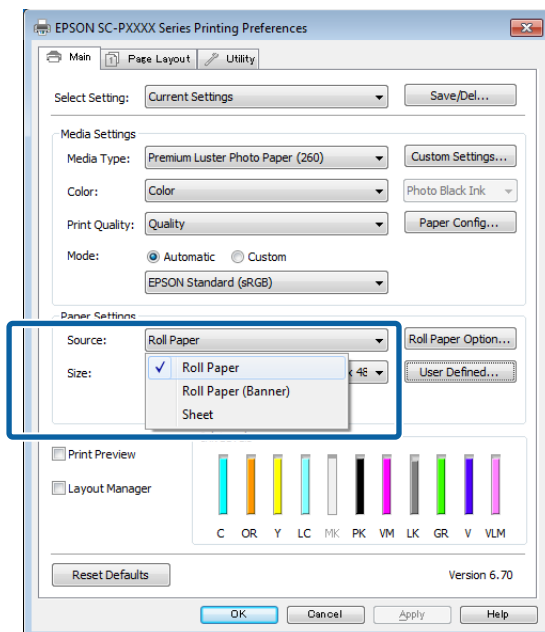 EPSON SC-PXXXX Series Printing Preferences
Main Page Layout Utility
Select Setting: Current Settings Save/Del...
Media Settings
Media Type: Premium Luster Photo Paper (260) Custom Settings...
Color: Color Photo Black Ink
Print Quality: Quality Paper Config...
Mode: Automatic Custom
EPSON Standard (sRGB)
Paper Settings
Source: Roll Paper Roll Paper Option...
Size: x 48 User Defined...
Roll Paper
Roll Paper (Banner)
Sheet
Print Preview
Layout Manager
C OR Y LC MK PK VM LK GR V VLM
Reset Defaults Version 6.70
OK Cancel Apply Help